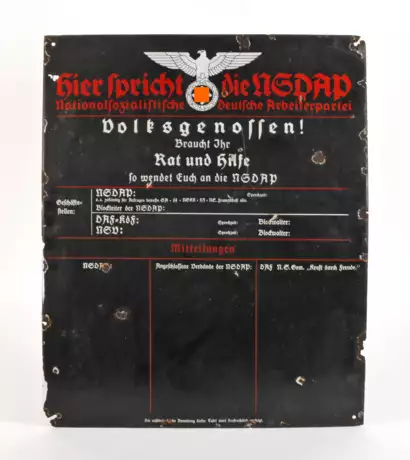 Hier spricht die NSDAP
Nationalsozialistische Deutsche Arbeiterpartei
Volksgenossen!
Braucht Ihr
Rat und Hilfe
so wendet Euch an die NSDAP
Geschäfts-
stellen:
NSDAP: Sprechzeit:
Blockleiter der NSDAP:
DAF-KdF: Sprechzeit: Blockwalter:
NSV: Sprechzeit: Blockwalter:
Mitteilungen
NSDAP: Angeschlossene Verbände der NSDAP: DAF N.S. Gem. „Kraft durch Freude.“